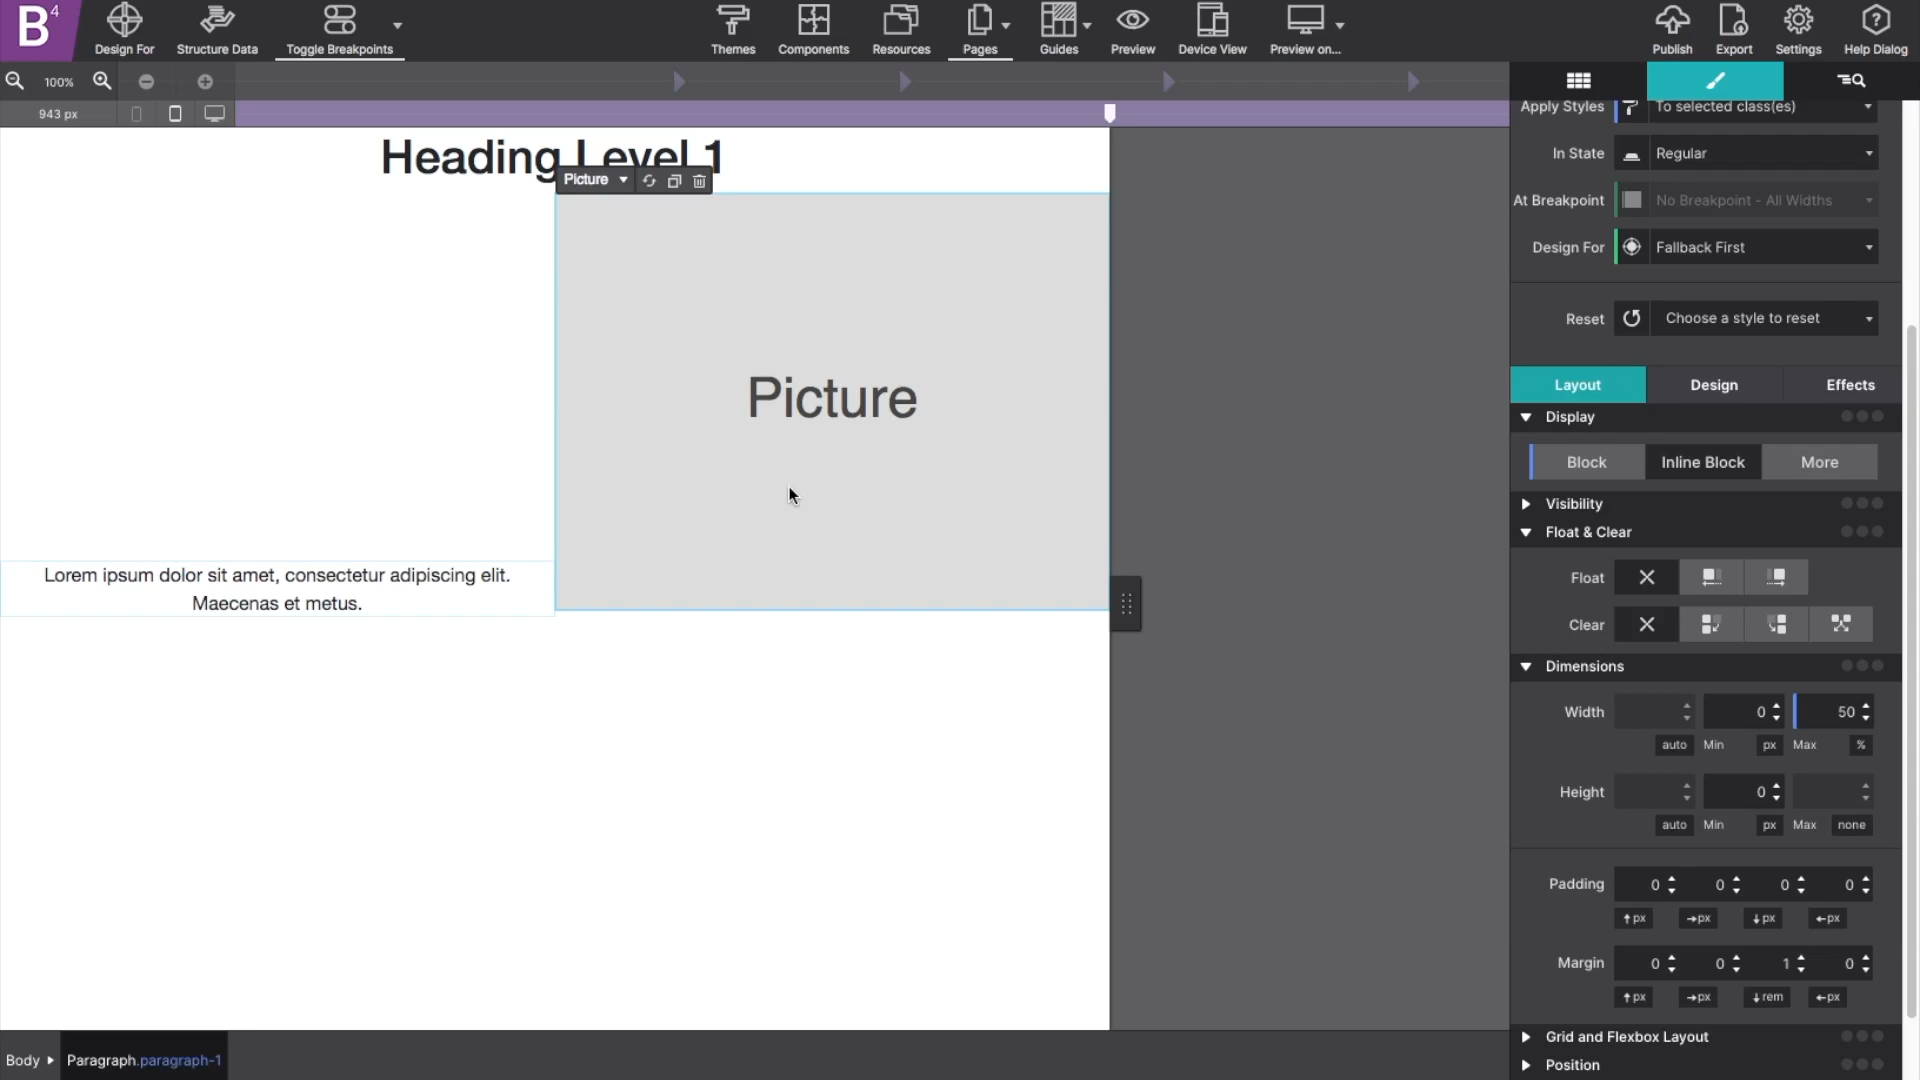 B4
Design For
Structure Data
Toggle Breakpoints
Themes
Components
Resources
Pages
Guides
Preview
Device View
Preview on...
Publish
Export
Settings
Help Dialog
100%
943 px
Heading Level 1
Picture
Picture
Lorem ipsum dolor sit amet, consectetur adipiscing elit.
Maecenas et metus.
Apply Styles To selected class(es)
In State Regular
At Breakpoint No Breakpoint - All Widths
Design For Fallback First
Reset Choose a style to reset
Layout Design Effects
Display
Block Inline Block More
Visibility
Float & Clear
Float
Clear
Dimensions
Width 0 50
auto Min px Max %
Height 0
auto Min px Max none
Padding 0 0 0 0
px px px px
Margin 0 0 1 0
px px rem px
Grid and Flexbox Layout
Position
Body Paragraph.paragraph-1